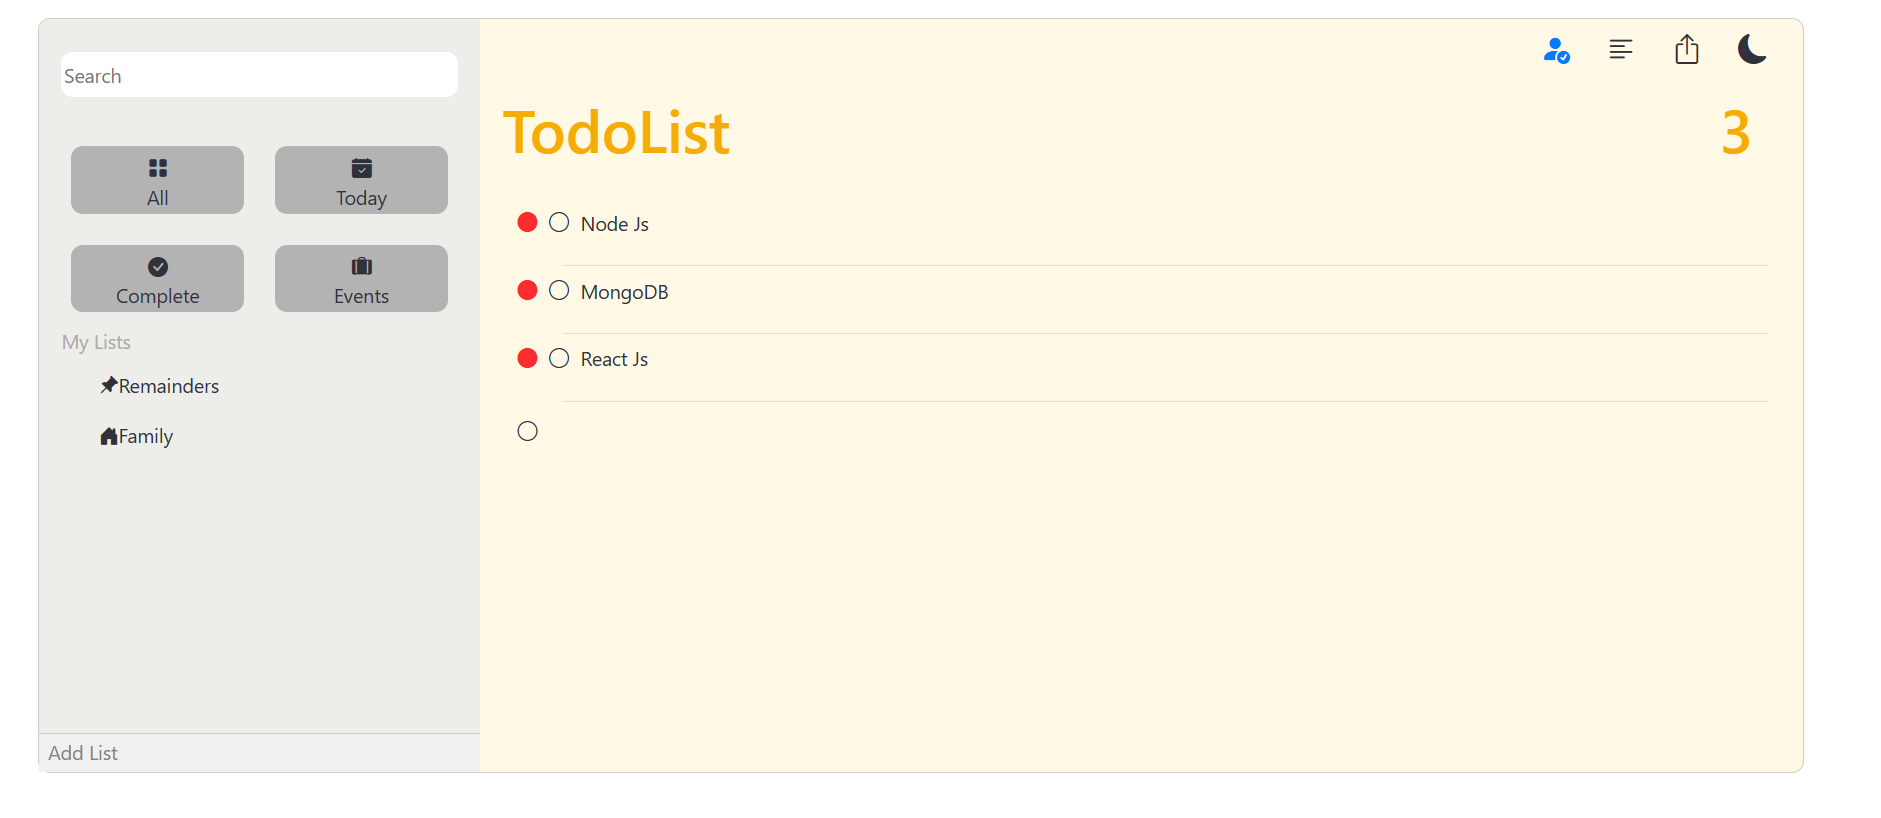 Search
All
Today
Complete
Events
My Lists
Remainders
Family
Add List
TodoList
3
Node Js
MongoDB
React Js